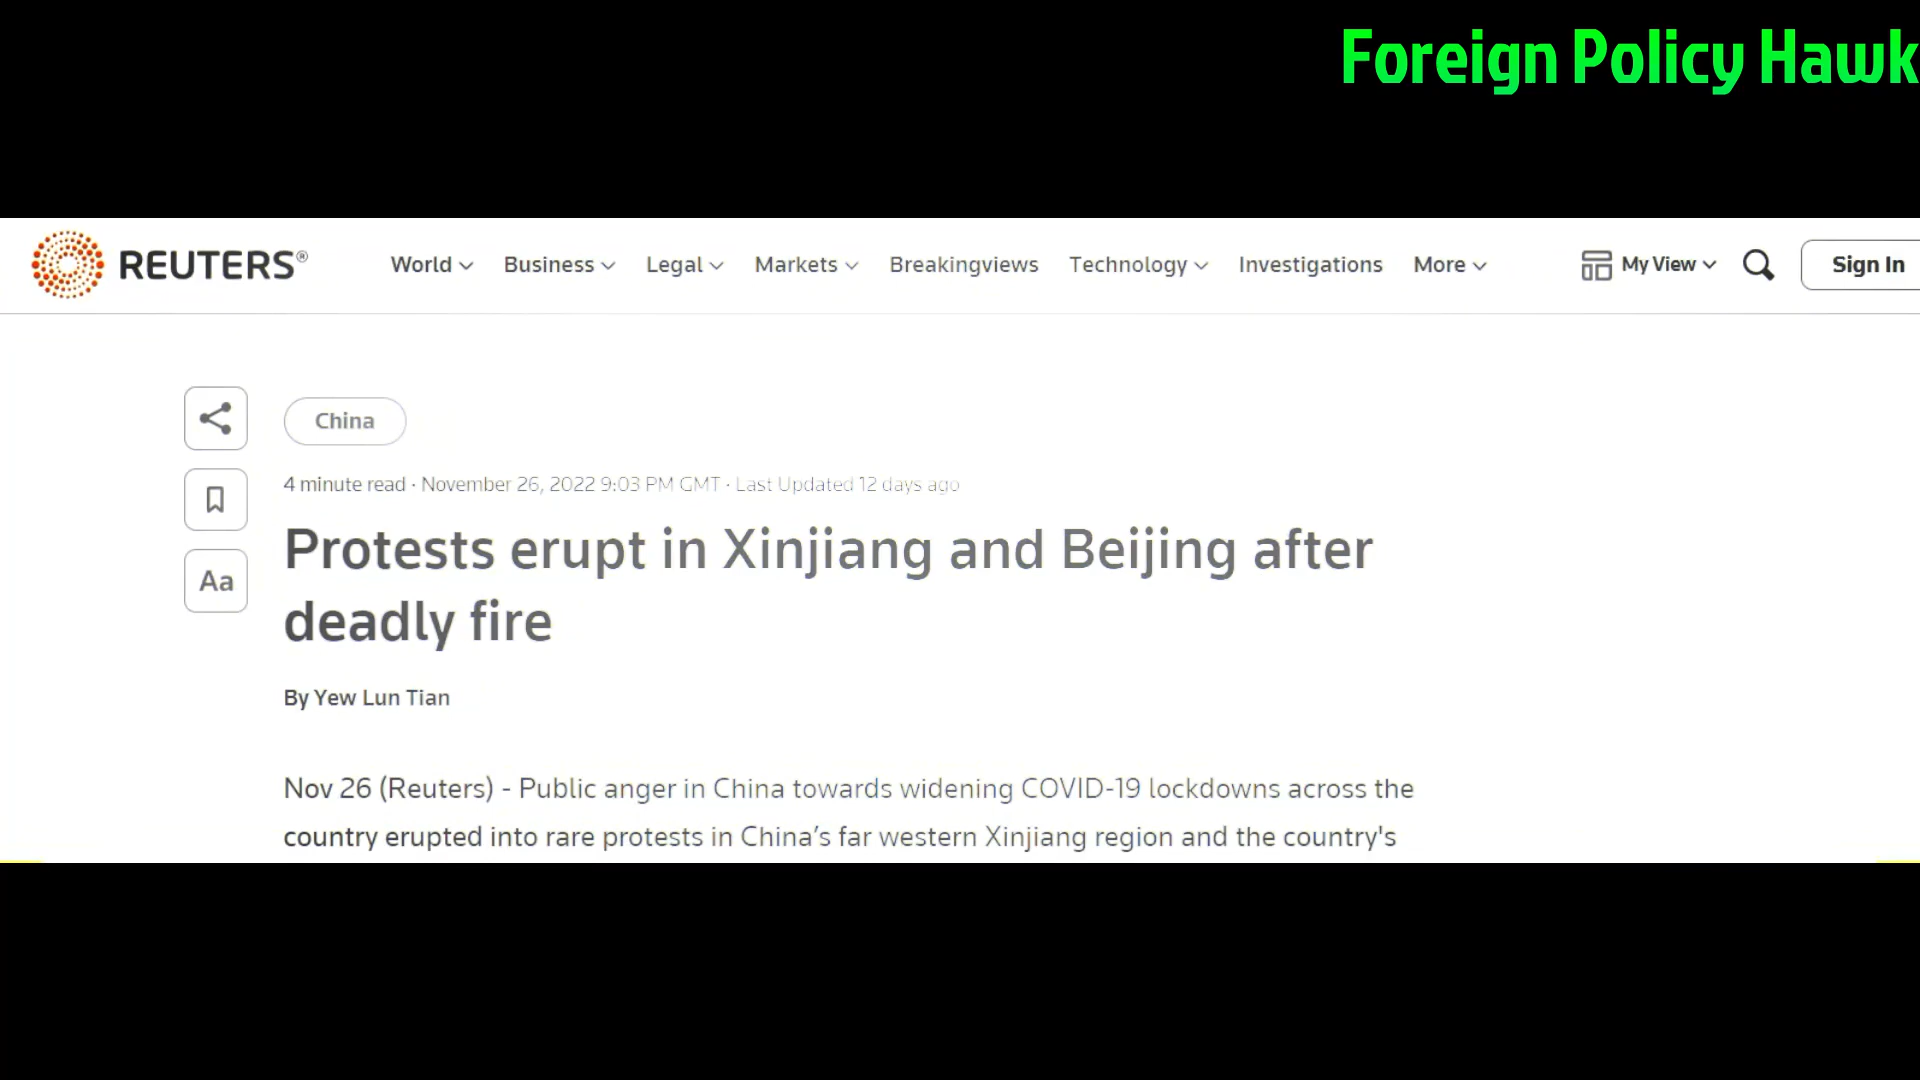 Foreign Policy Hawk
REUTERS® World Business Legal Markets Breakingviews Technology Investigations More My View Sign In
China
4 minute read · November 26, 2022 9:03 PM GMT · Last Updated 12 days ago
Protests erupt in Xinjiang and Beijing after
deadly fire
Aa
By Yew Lun Tian
Nov 26 (Reuters) - Public anger in China towards widening COVID-19 lockdowns across the
country erupted into rare protests in China’s far western Xinjiang region and the country's